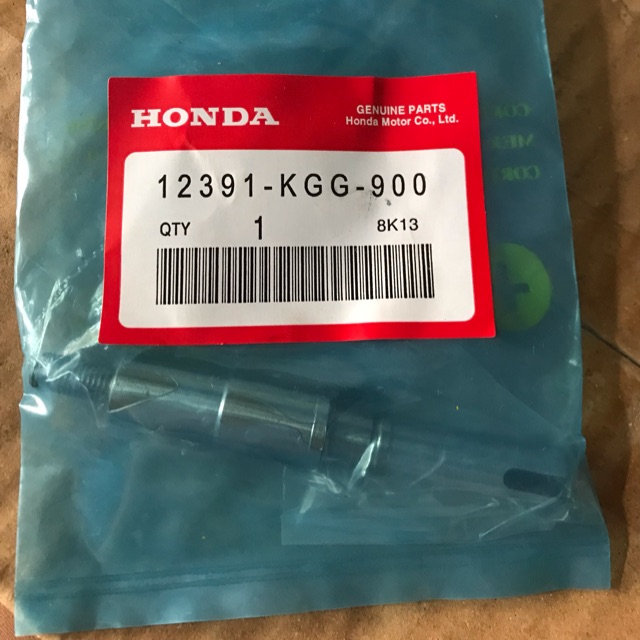 HONDA
GENUINE PARTS
Honda Motor Co., Ltd.
12391-KGG-900
QTY 1 8K13